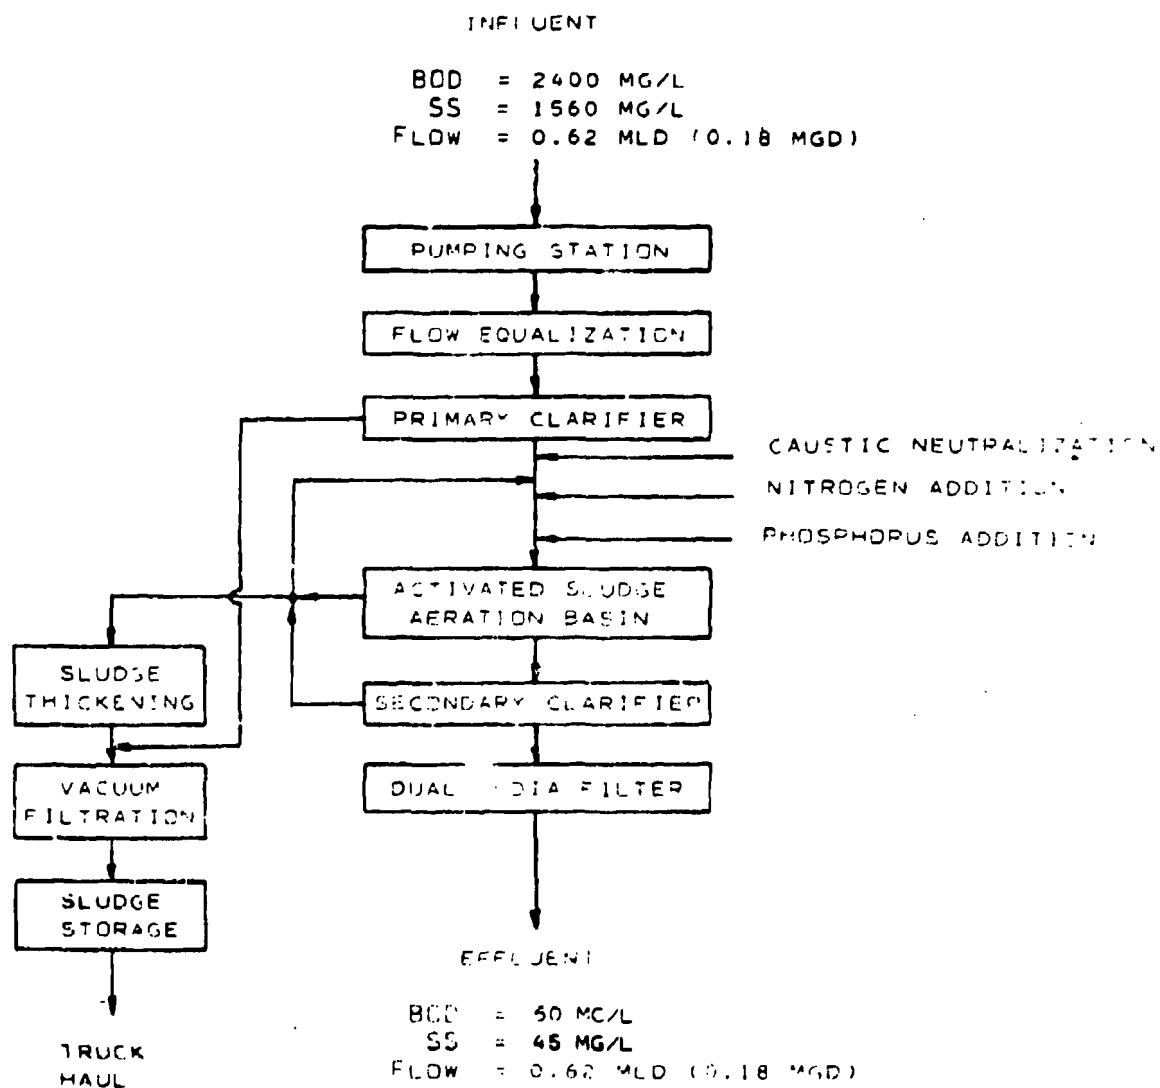 INFLUENT
BOD = 2400 MG/L
SS = 1560 MG/L
FLOW = 0.62 MLD (0.18 MGD)
PUMPING STATION
FLOW EQUALIZATION
PRIMARY CLARIFIER
CAUSTIC NEUTRALIZATION
NITROGEN ADDITION
PHOSPHORUS ADDITION
ACTIVATED SLUDGE
AERATION BASIN
SLUDGE
THICKENING
SECONDARY CLARIFIER
VACUUM
FILTRATION
DUAL FILTER
SLUDGE
STORAGE
EFFLUENT
BOD = 50 MG/L
SS = 45 MG/L
FLOW = 0.62 MLD (0.18 MGD)
TRUCK
HAUL